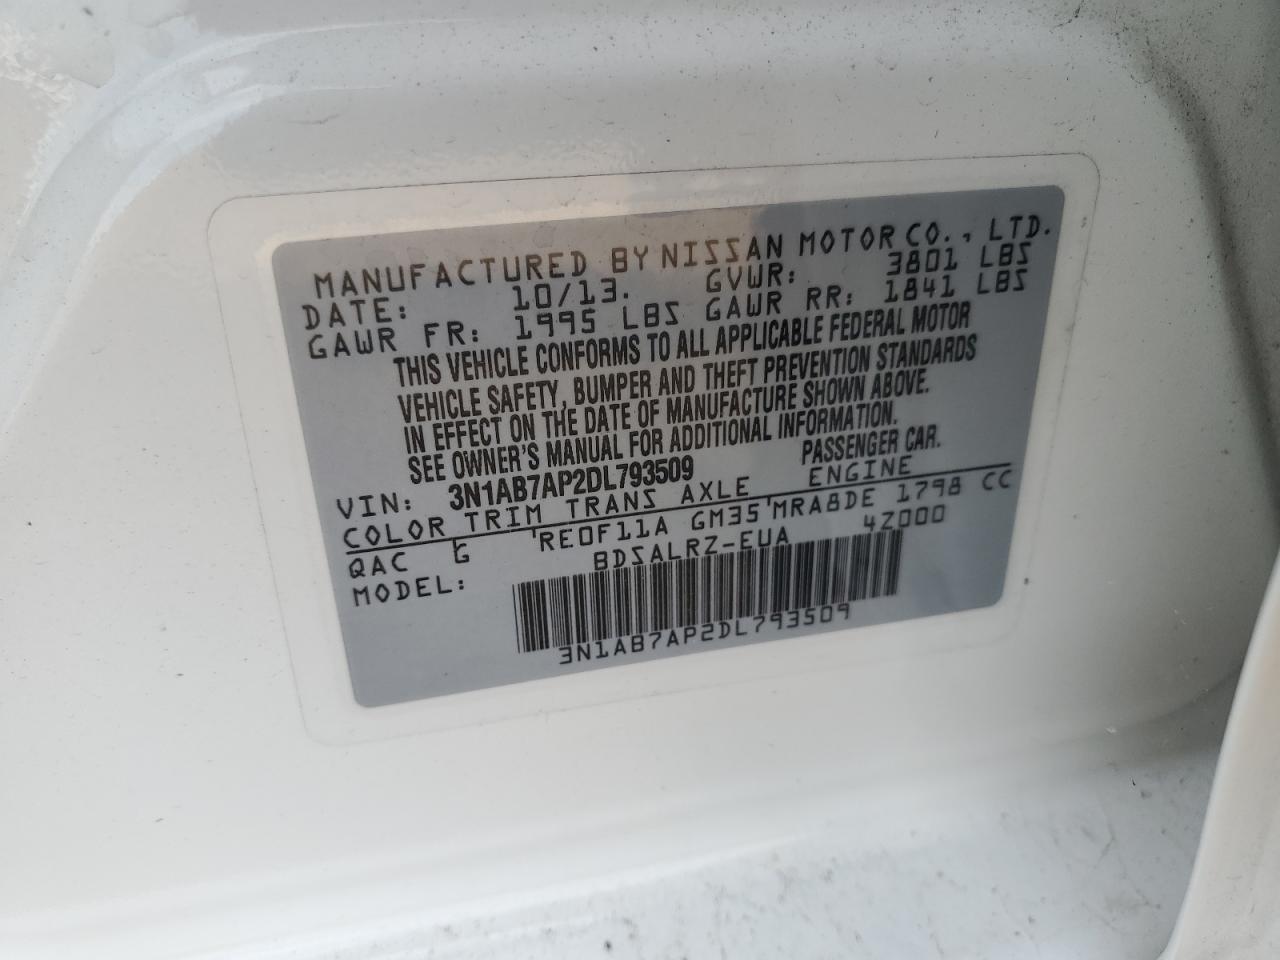 MANUFACTURED BY NISSAN MOTOR CO., LTD.
DATE: 10/13. GVWR: 3801 LBS
GAWR FR: 1995 LBS GAWR RR: 1841 LBS
THIS VEHICLE CONFORMS TO ALL APPLICABLE FEDERAL MOTOR
VEHICLE SAFETY, BUMPER AND THEFT PREVENTION STANDARDS
IN EFFECT ON THE DATE OF MANUFACTURE SHOWN ABOVE.
SEE OWNER'S MANUAL FOR ADDITIONAL INFORMATION.
VIN: 3N1AB7AP2DL793509 PASSENGER CAR.
COLOR TRIM TRANS AXLE ENGINE
QAC G RE0F11A GM35 MRA8DE 1798 CC
MODEL: BDSALRZ-EUA 4Z000
3N1AB7AP2DL793509